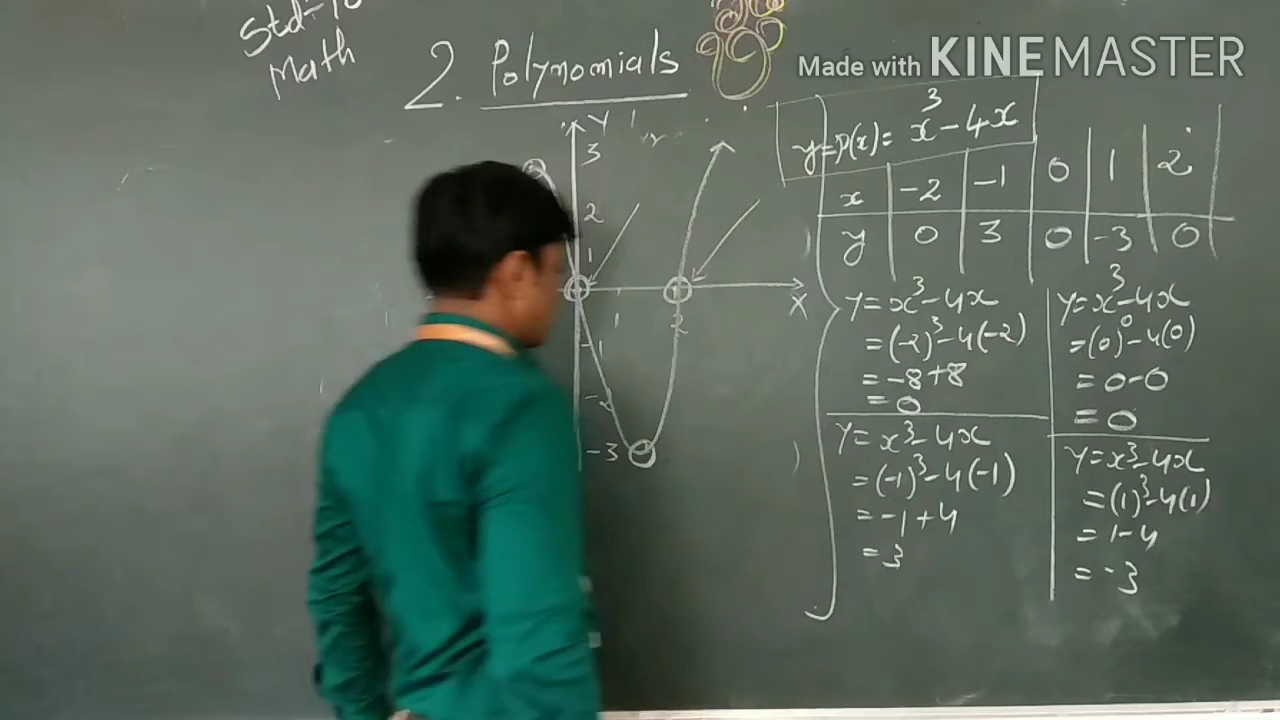 Std-10
Math
2. Polynomials
Made with KINEMASTER
y=P(x)= x³-4x
x -2 -1 0 1 2
y 0 3 0 -3 0
Y
3
2
1
1
2
X
-1
-2
-3
Y=x³-4x
=(-2)³-4(-2)
=-8+8
=0
Y=x³-4x
=(0)⁰-4(0)
=0-0
=0
Y=x³-4x
=(-1)³-4(-1)
=-1+4
=3
Y=x³-4x
=(1)³-4(1)
=1-4
=-3